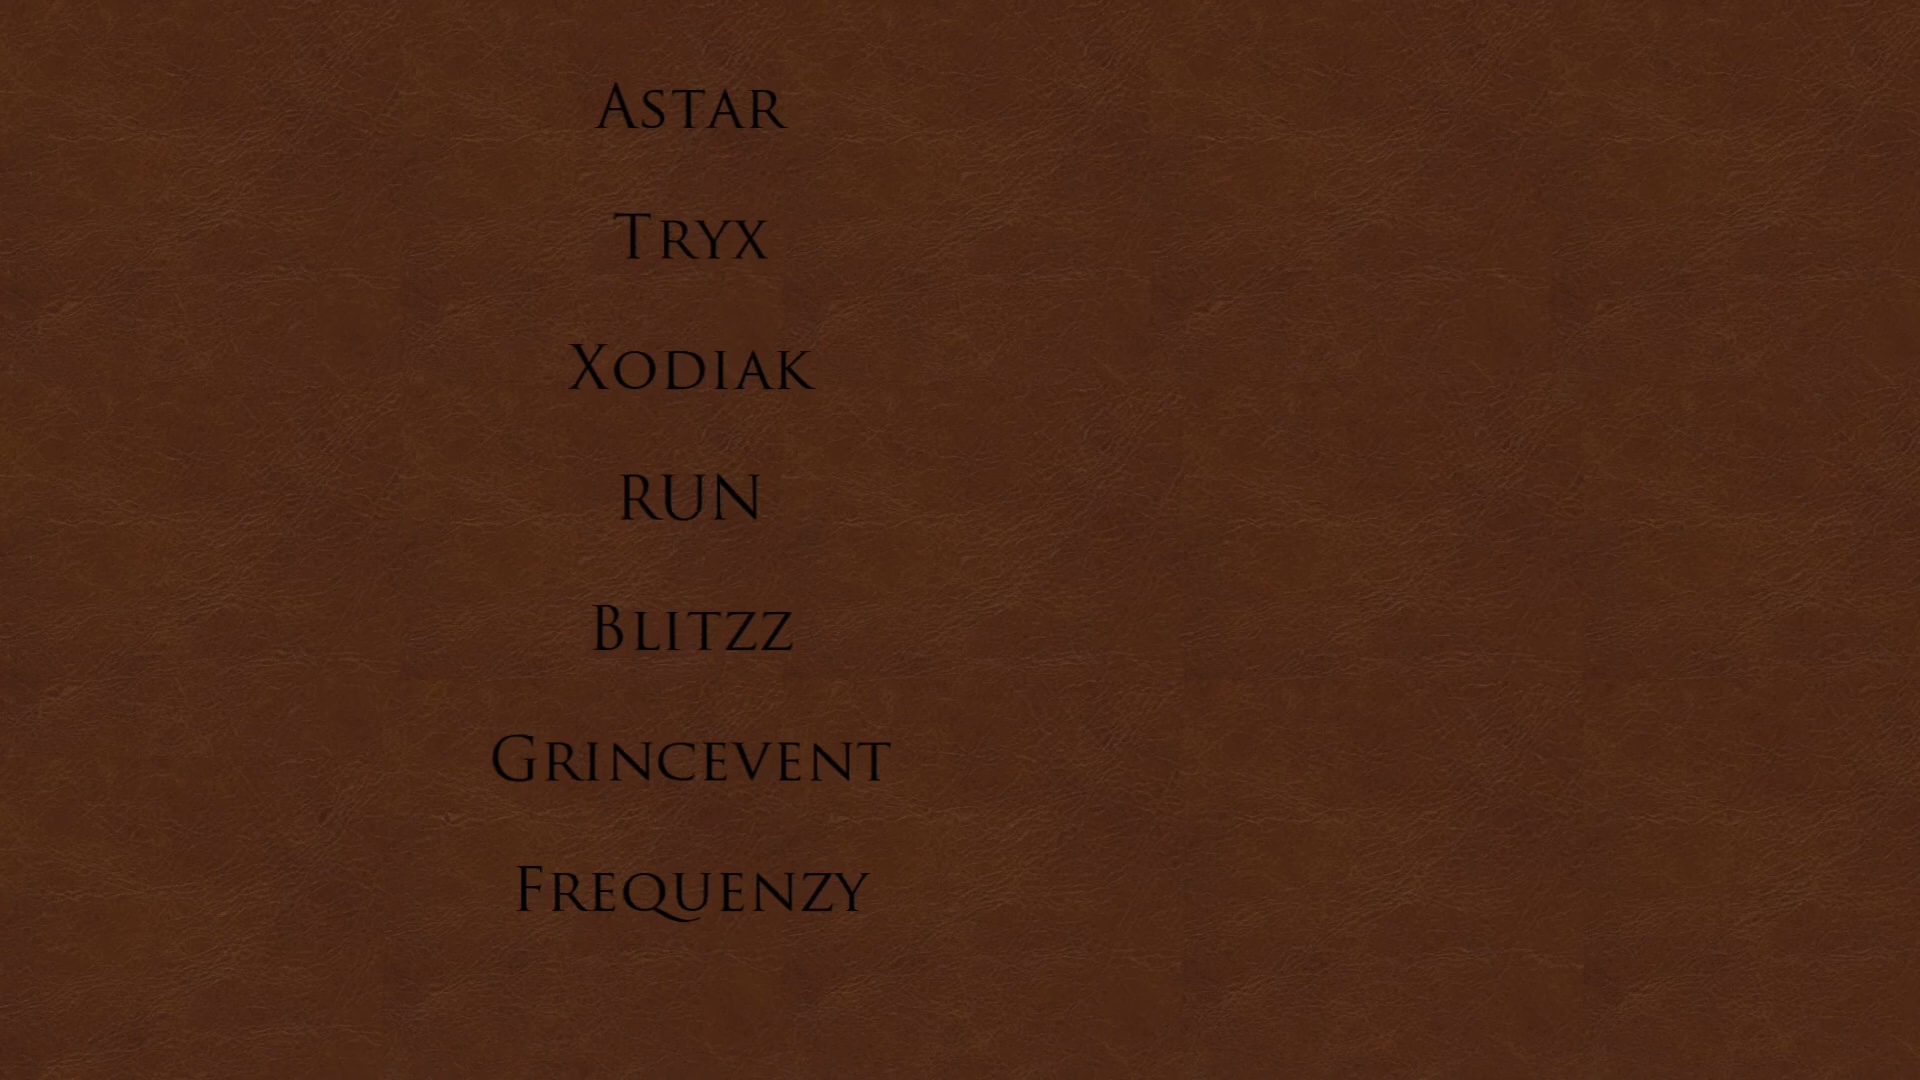 Astar
Tryx
Xodiak
RUN
Blitzz
Grincevent
Frequenzy